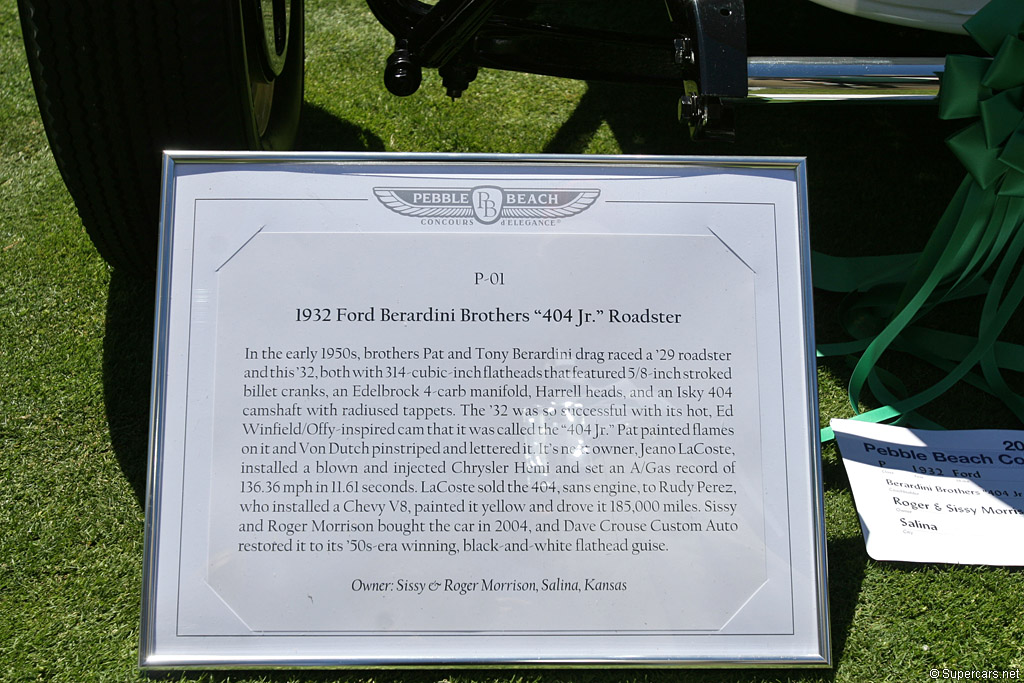 PEBBLE PB BEACH
CONCOURS d'ELEGANCE®
P-01
1932 Ford Berardini Brothers “404 Jr.” Roadster
In the early 1950s, brothers Pat and Tony Berardini drag raced a ’29 roadster
and this ’32, both with 314-cubic-inch flatheads that featured 5/8-inch stroked
billet cranks, an Edelbrock 4-carb manifold, Harrell heads, and an Isky 404
camshaft with radiused tappets. The ’32 was so successful with its hot, Ed
Winfield/Offy-inspired cam that it was called the “404 Jr.” Pat painted flames
on it and Von Dutch pinstriped and lettered it. It’s next owner, Jeano LaCoste,
installed a blown and injected Chrysler Hemi and set an A/Gas record of
136.36 mph in 11.61 seconds. LaCoste sold the 404, sans engine, to Rudy Perez,
who installed a Chevy V8, painted it yellow and drove it 185,000 miles. Sissy
and Roger Morrison bought the car in 2004, and Dave Crouse Custom Auto
restored it to its ’50s-era winning, black-and-white flathead guise.
Owner: Sissy & Roger Morrison, Salina, Kansas
20
Pebble Beach Co
P 1932 Ford
Berardini Brothers “404 Jr
Roger & Sissy Morris
Owner
Salina
City
© Supercars.net